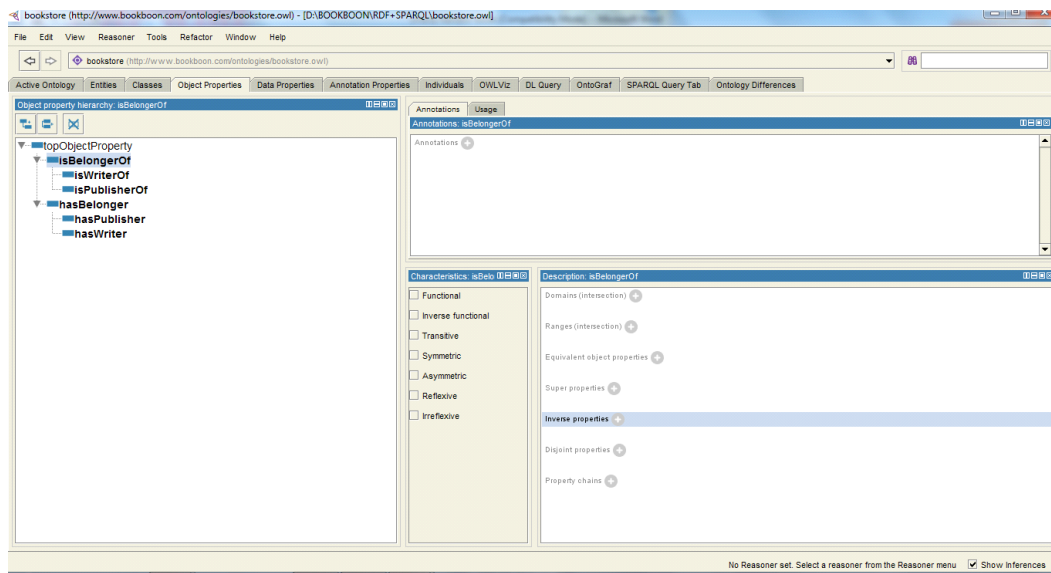 bookstore (http://www.bookboon.com/ontologies/bookstore.owl) - [D:\BOOKBOON\RDF+SPARQL\bookstore.owl]
File Edit View Reasoner Tools Refactor Window Help
bookstore (http://www.bookboon.com/ontologies/bookstore.owl)
Active Ontology Entities Classes Object Properties Data Properties Annotation Properties Individuals OWLViz DL Query OntoGraf SPARQL Query Tab Ontology Differences
Object property hierarchy: isBelongerOf
topObjectProperty
isBelongerOf
isWriterOf
isPublisherOf
hasBelonger
hasPublisher
hasWriter
Annotations Usage
Annotations: isBelongerOf
Annotations
Characteristics: isBelo
Functional
Inverse functional
Transitive
Symmetric
Asymmetric
Reflexive
Irreflexive
Description: isBelongerOf
Domains (intersection)
Ranges (intersection)
Equivalent object properties
Super properties
Inverse properties
Disjoint properties
Property chains
No Reasoner set. Select a reasoner from the Reasoner menu Show Inferences